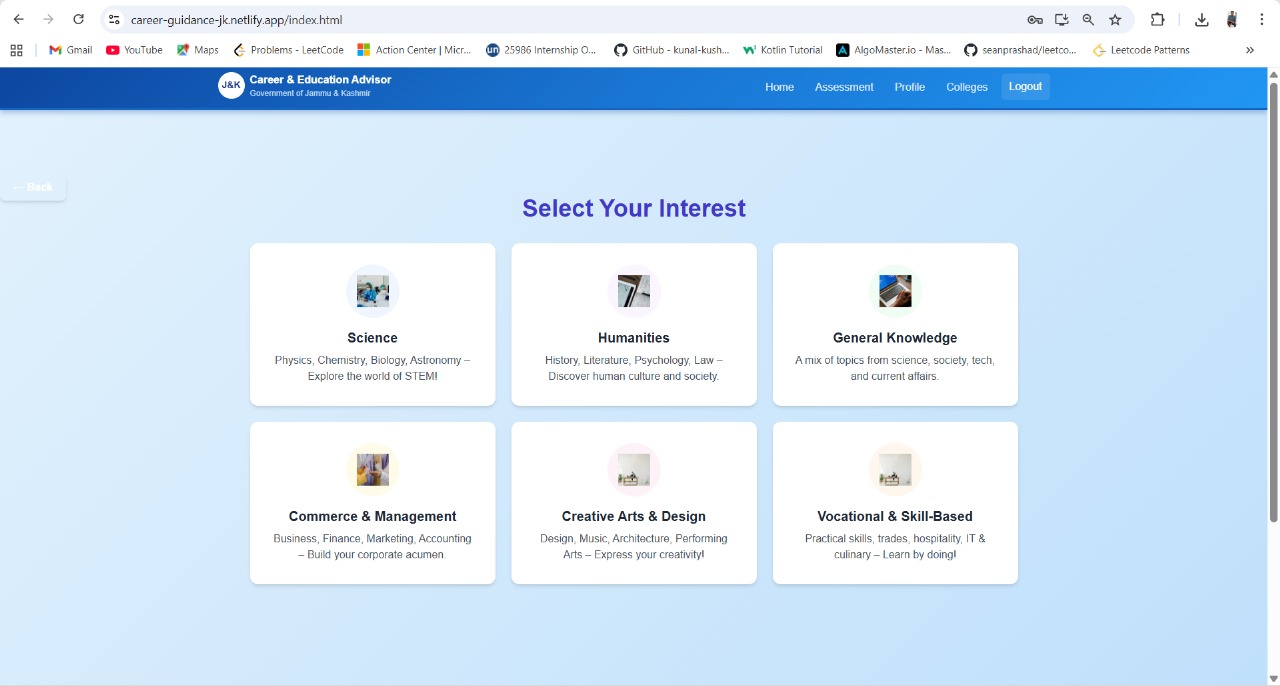 career-guidance-jk.netlify.app/index.html
Gmail
YouTube
Maps
Problems - LeetCode
Action Center | Micr...
25986 Internship O...
GitHub - kunal-kush...
Kotlin Tutorial
AlgoMaster.io - Mas...
seanprashad/leetco...
Leetcode Patterns
»
J&K
Career & Education Advisor
Government of Jammu & Kashmir
Home
Assessment
Profile
Colleges
Logout
← Back
Select Your Interest
Science
Physics, Chemistry, Biology, Astronomy –
Explore the world of STEM!
Humanities
History, Literature, Psychology, Law –
Discover human culture and society.
General Knowledge
A mix of topics from science, society, tech,
and current affairs.
Commerce & Management
Business, Finance, Marketing, Accounting
– Build your corporate acumen.
Creative Arts & Design
Design, Music, Architecture, Performing
Arts – Express your creativity!
Vocational & Skill-Based
Practical skills, trades, hospitality, IT &
culinary – Learn by doing!